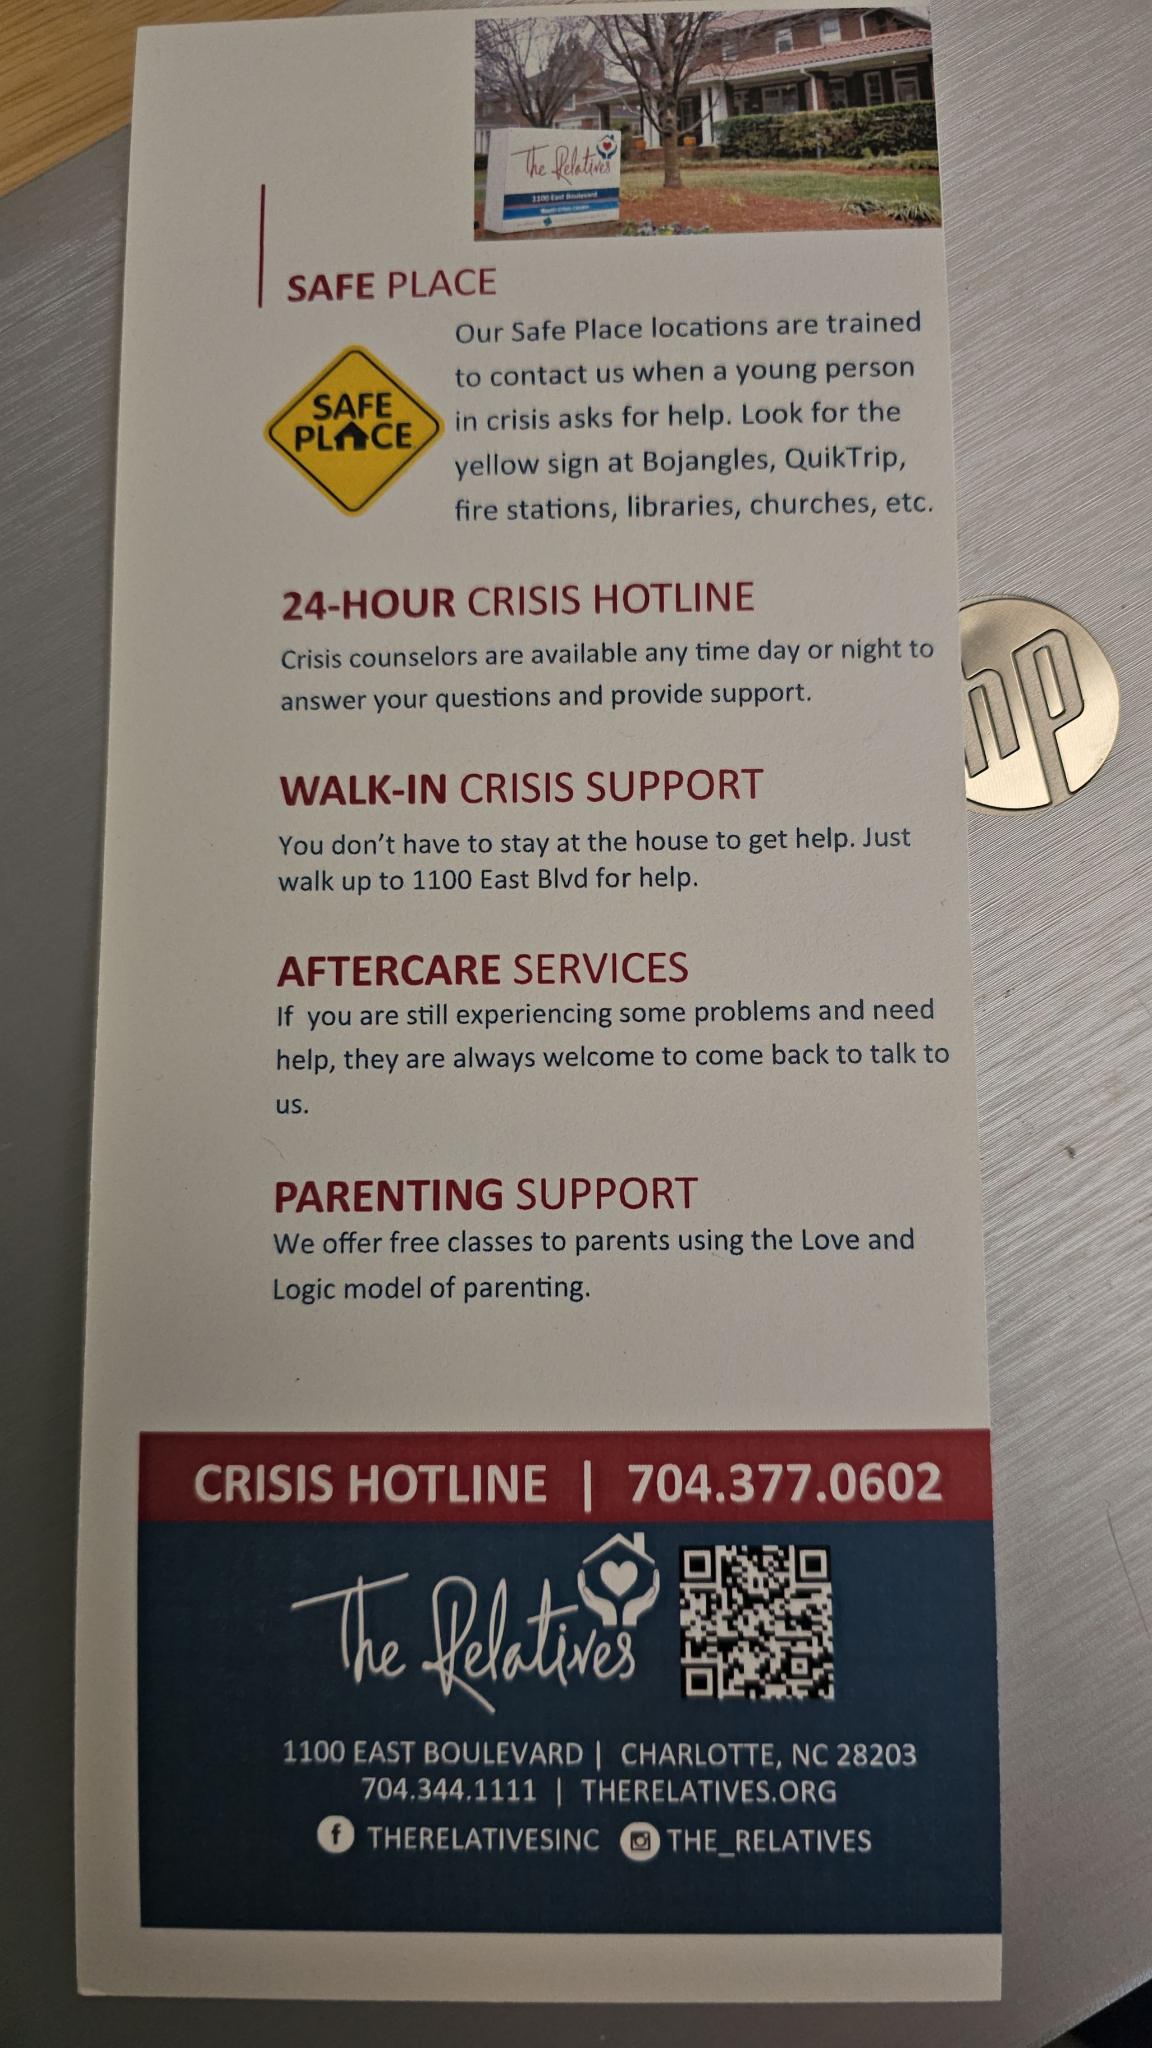 The Relatives
1100 East Boulevard
SAFE PLACE
SAFE
PLACE
Our Safe Place locations are trained
to contact us when a young person
in crisis asks for help. Look for the
yellow sign at Bojangles, QuikTrip,
fire stations, libraries, churches, etc.
24-HOUR CRISIS HOTLINE
Crisis counselors are available any time day or night to
answer your questions and provide support.
hp
WALK-IN CRISIS SUPPORT
You don't have to stay at the house to get help. Just
walk up to 1100 East Blvd for help.
AFTERCARE SERVICES
If you are still experiencing some problems and need
help, they are always welcome to come back to talk to
us.
PARENTING SUPPORT
We offer free classes to parents using the Love and
Logic model of parenting.
CRISIS HOTLINE | 704.377.0602
The Relatives
1100 EAST BOULEVARD | CHARLOTTE, NC 28203
704.344.1111 | THERELATIVES.ORG
f THERELATIVESINC THE_RELATIVES